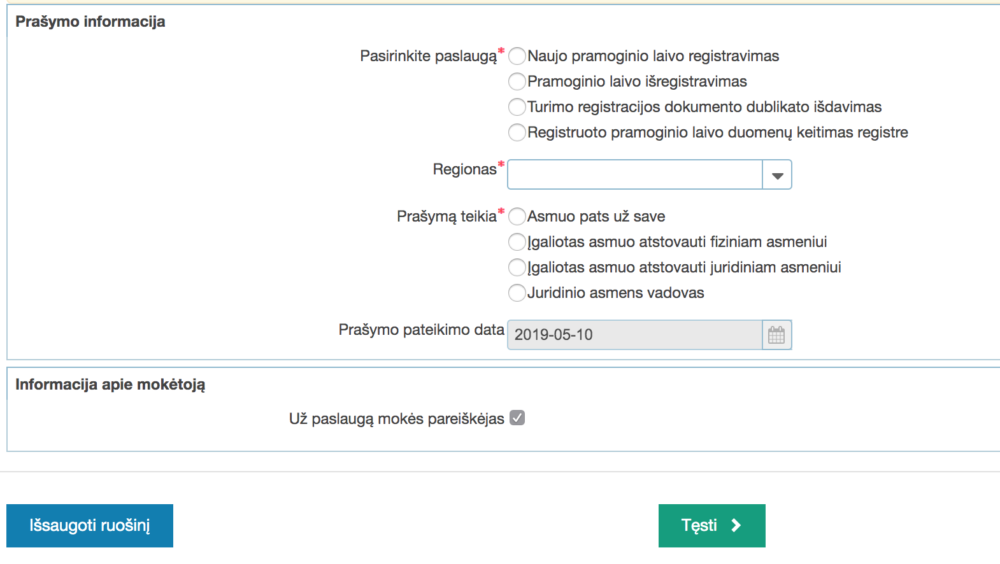 Prašymo informacija
Pasirinkite paslaugą* Naujo pramoginio laivo registravimas
Pramoginio laivo išregistravimas
Turimo registracijos dokumento dublikato išdavimas
Registruoto pramoginio laivo duomenų keitimas registre
Regionas*
Prašymą teikia* Asmuo pats už save
Įgaliotas asmuo atstovauti fiziniam asmeniui
Įgaliotas asmuo atstovauti juridiniam asmeniui
Juridinio asmens vadovas
Prašymo pateikimo data 2019-05-10
Informacija apie mokėtoją
Už paslaugą mokės pareiškėjas
Išsaugoti ruošinį
Tęsti